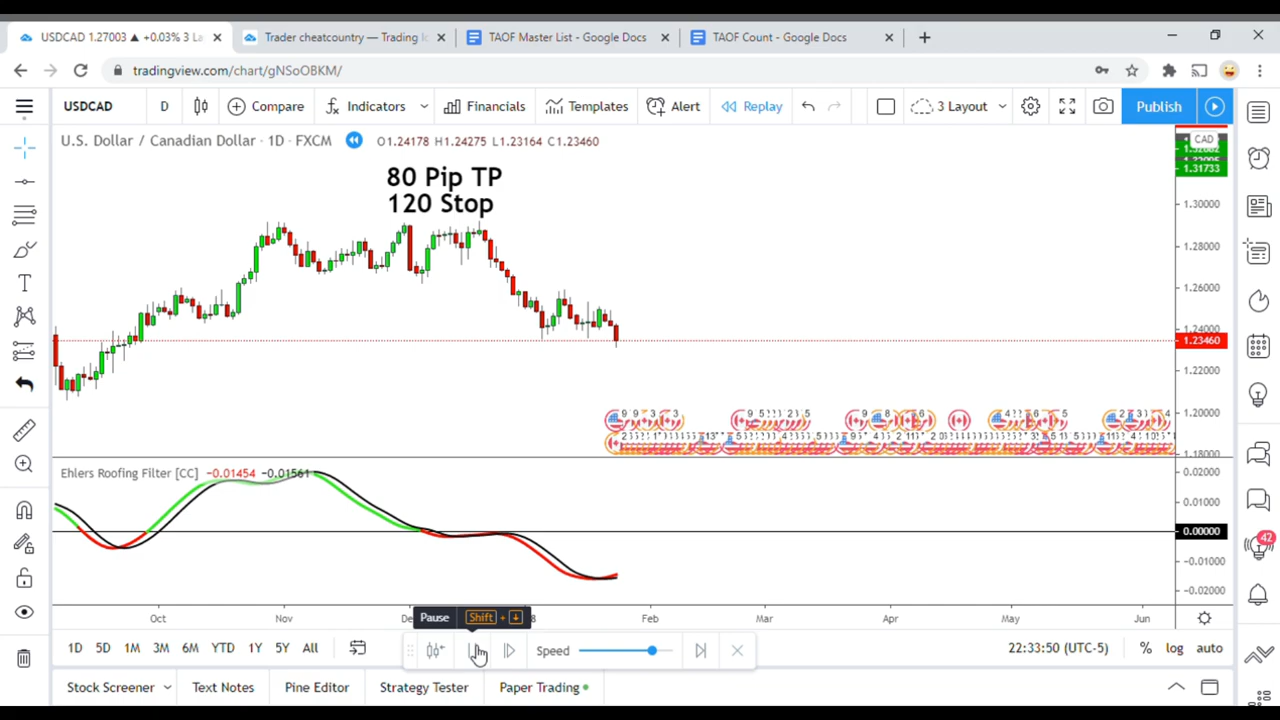 USDCAD 1.27003 ▲ +0.03% 3 La
Trader cheatcountry — Trading Id
TAOF Master List - Google Docs
TAOF Count - Google Docs
tradingview.com/chart/gNSoOBKM/
USDCAD D Compare Indicators Financials Templates Alert Replay 3 Layout Publish
U.S. Dollar / Canadian Dollar · 1D · FXCM O1.24178 H1.24275 L1.23164 C1.23460
CAD
1.31733
80 Pip TP
120 Stop
1.30000
1.28000
1.26000
1.24000
1.23460
1.22000
1.20000
1.18000
Ehlers Roofing Filter [CC] −0.01454 −0.01561
0.02000
0.01000
0.00000
−0.01000
−0.02000
42
Pause Shift + ↓
Oct Nov De 8 Feb Mar Apr May Jun
1D 5D 1M 3M 6M YTD 1Y 5Y All Speed 22:33:50 (UTC-5) % log auto
Stock Screener Text Notes Pine Editor Strategy Tester Paper Trading